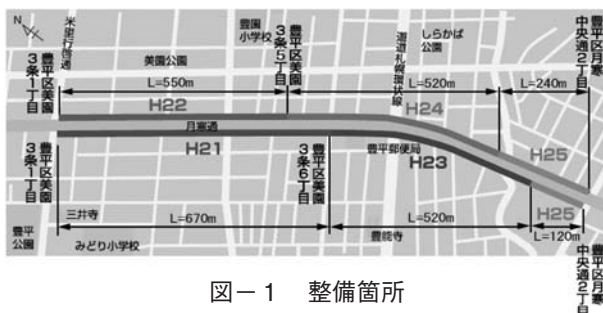 N
米里行啓通
豊園
小学校
豊平区美園
3条5丁目
道道札幌環状線
しらかば
公園
豊平区月寒
中央通2丁目
美園公園
豊平区美園
3条1丁目
L=550m
L=520m
L=240m
H22
H24
月寒通
H21
豊平郵便局
H23
H25
豊平区美園
3条1丁目
豊平区美園
3条6丁目
H25
三井寺
L=670m
L=520m
L=120m
豊平
公園
みどり小学校
豊能寺
豊平区月寒
中央通2丁目
図－1 整備箇所